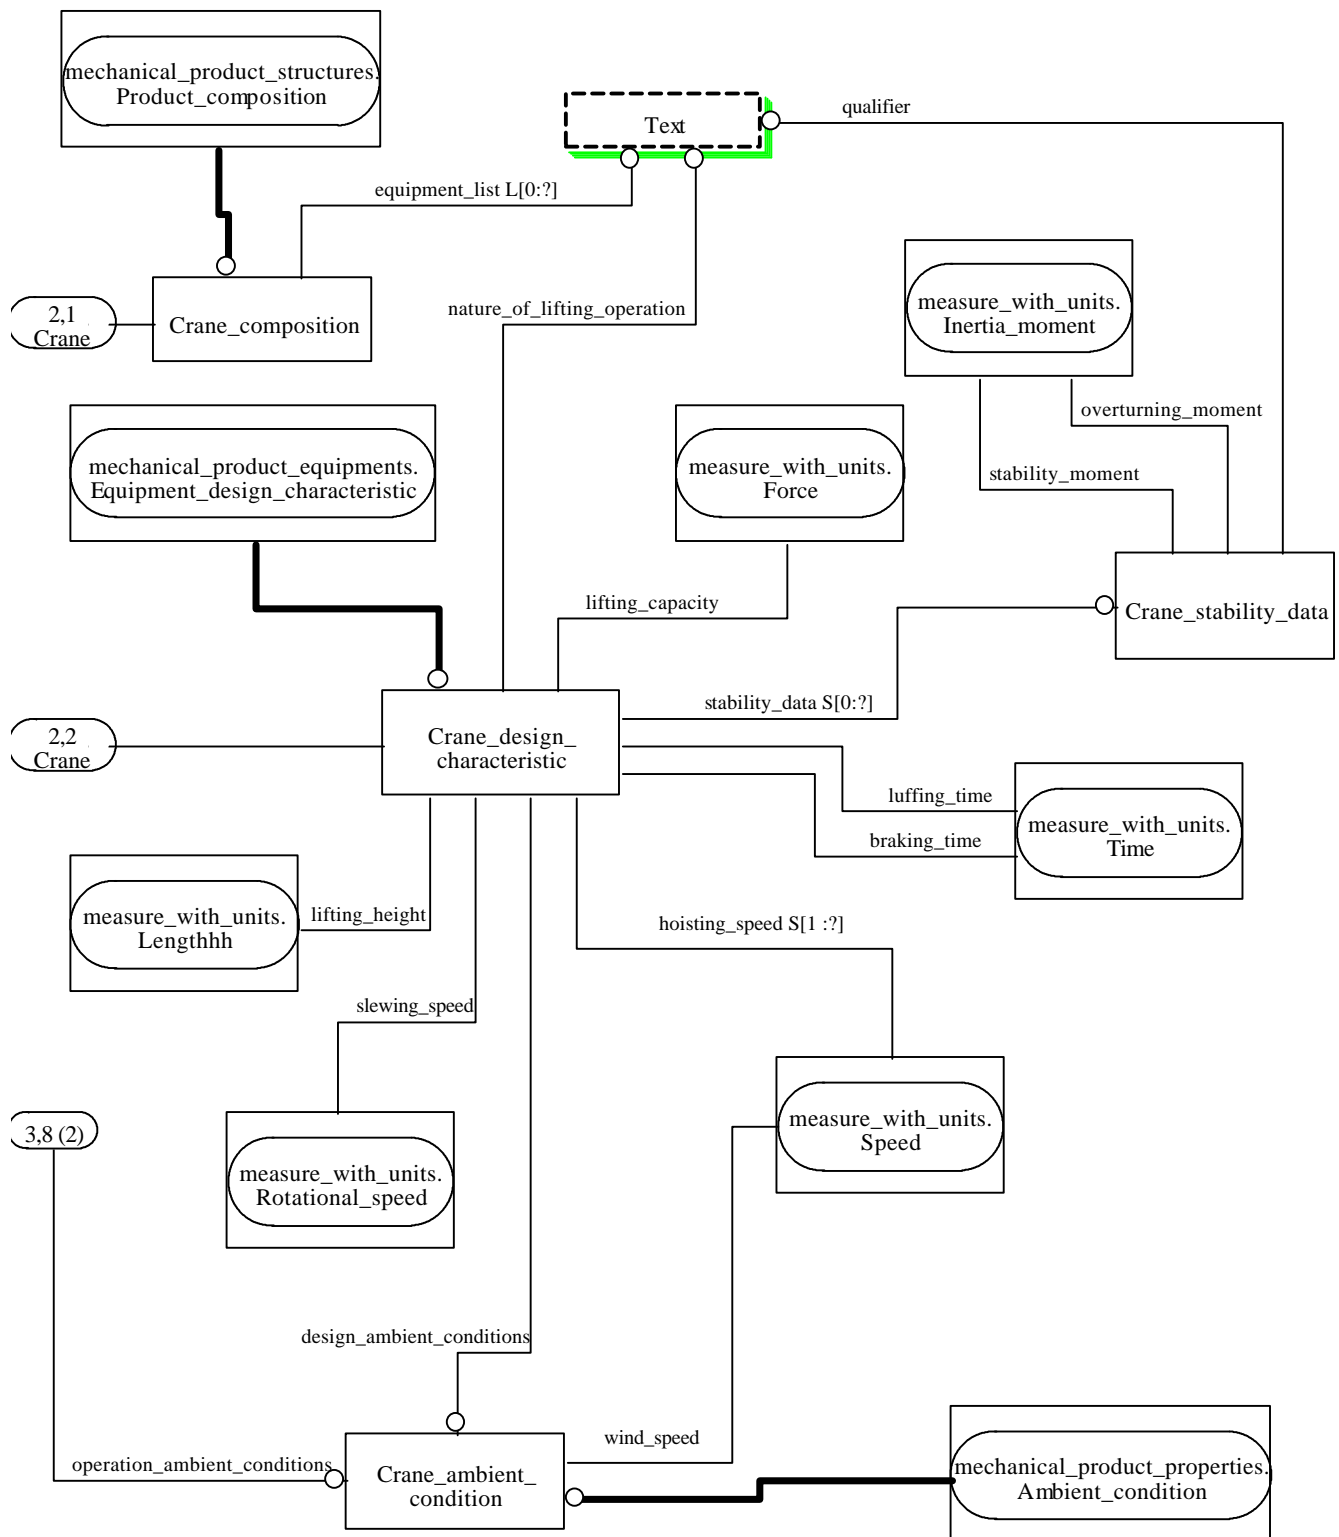 mechanical_product_structures.
Product_composition
Text
qualifier
equipment_list L[0:?]
2,1
Crane
Crane_composition
nature_of_lifting_operation
measure_with_units.
Inertia_moment
overturning_moment
stability_moment
mechanical_product_equipments.
Equipment_design_characteristic
measure_with_units.
Force
lifting_capacity
Crane_stability_data
stability_data S[0:?]
2,2
Crane
Crane_design_
characteristic
luffing_time
braking_time
measure_with_units.
Time
measure_with_units.
Lengthhh
lifting_height
hoisting_speed S[1 :?]
slewing_speed
3,8 (2)
measure_with_units.
Rotational_speed
measure_with_units.
Speed
design_ambient_conditions
operation_ambient_conditions
Crane_ambient_
condition
wind_speed
mechanical_product_properties.
Ambient_condition